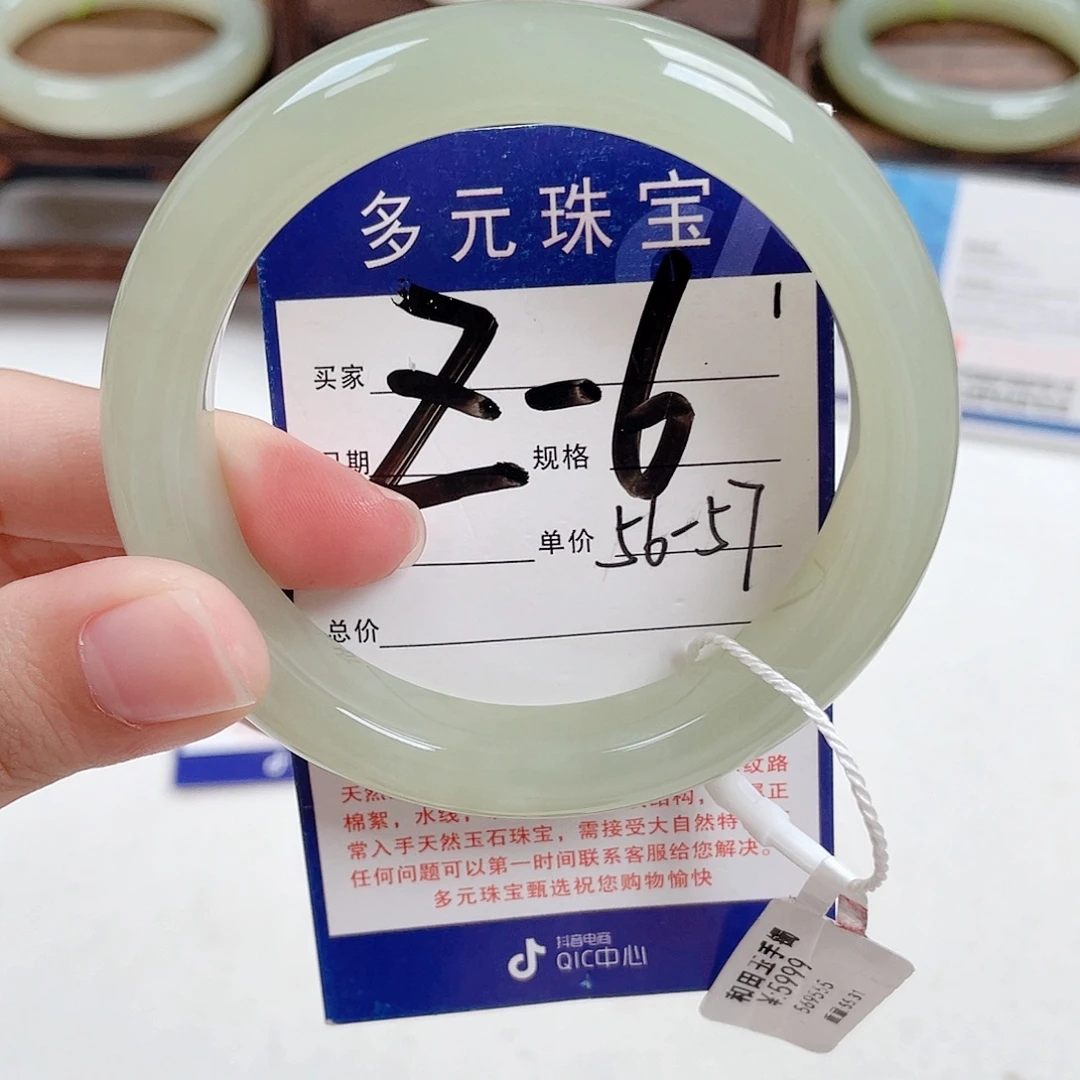 多元珠宝
1
Z-6
买家
日期 规格
单价 56-57
总价
纹路
天然
棉絮，水线， 结构， 正
常入手天然玉石珠宝，需接受大自然特
任何问题可以第一时间联系客服给您解决。
多元珠宝甄选祝您购物愉快
抖音电商
QIC中心
和田玉手镯
¥:5999